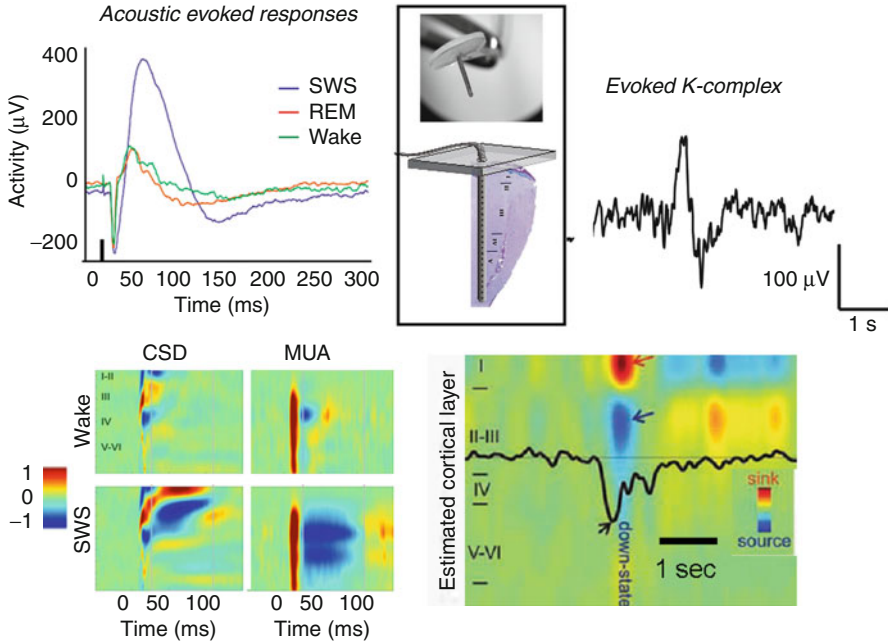 Acoustic evoked responses
Activity (μV)
400
200
0
−200
SWS
REM
Wake
0 50 100 150 200 250 300
Time (ms)
Evoked K-complex
100 μV
1 s
CSD MUA
Wake
I-II
III
IV
V-VI
SWS
1
0
−1
0 50 100
Time (ms)
0 50 100
Time (ms)
Estimated cortical layer
I
II-III
IV
V-VI
down-state
1 sec
sink
source